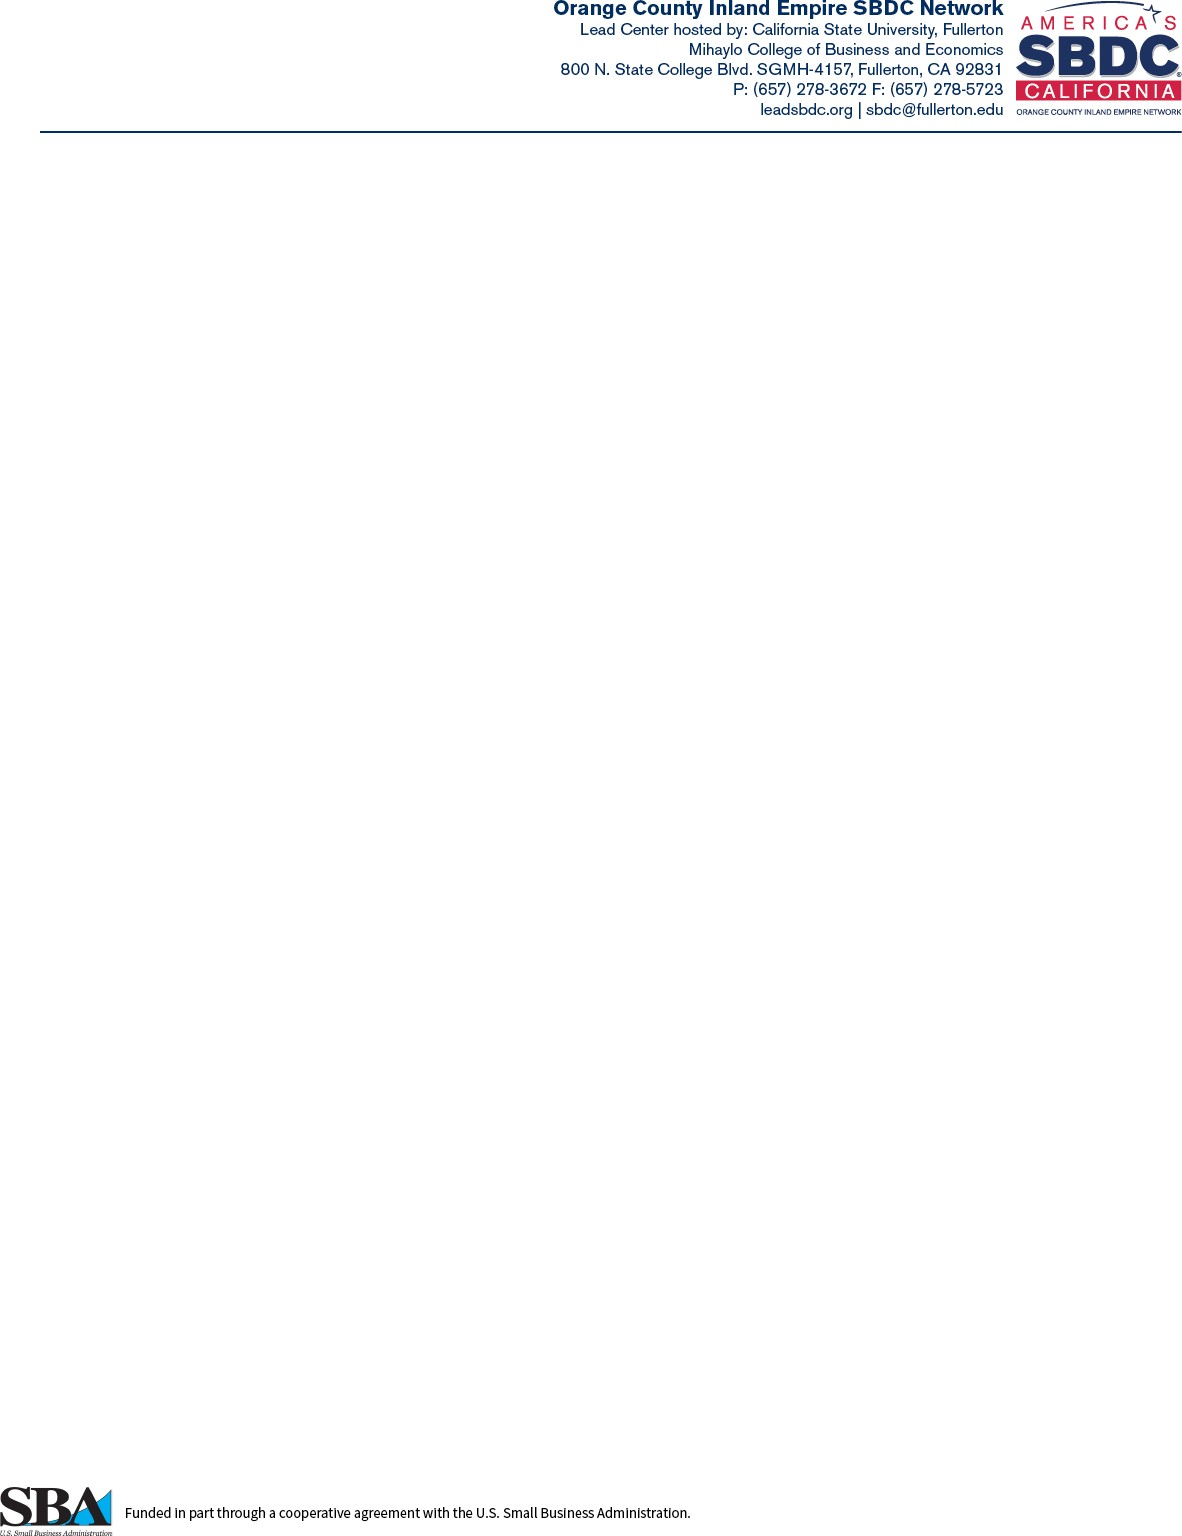 Orange County Inland Empire SBDC Network
Lead Center hosted by: California State University, Fullerton
Mihaylo College of Business and Economics
800 N. State College Blvd. SGMH-4157, Fullerton, CA 92831
P: (657) 278-3672 F: (657) 278-5723
leadsbdc.org | sbdc@fullerton.edu
AMERICA'S
SBDC®
CALIFORNIA
ORANGE COUNTY INLAND EMPIRE NETWORK
SBA
U.S. Small Business Administration
Funded in part through a cooperative agreement with the U.S. Small Business Administration.